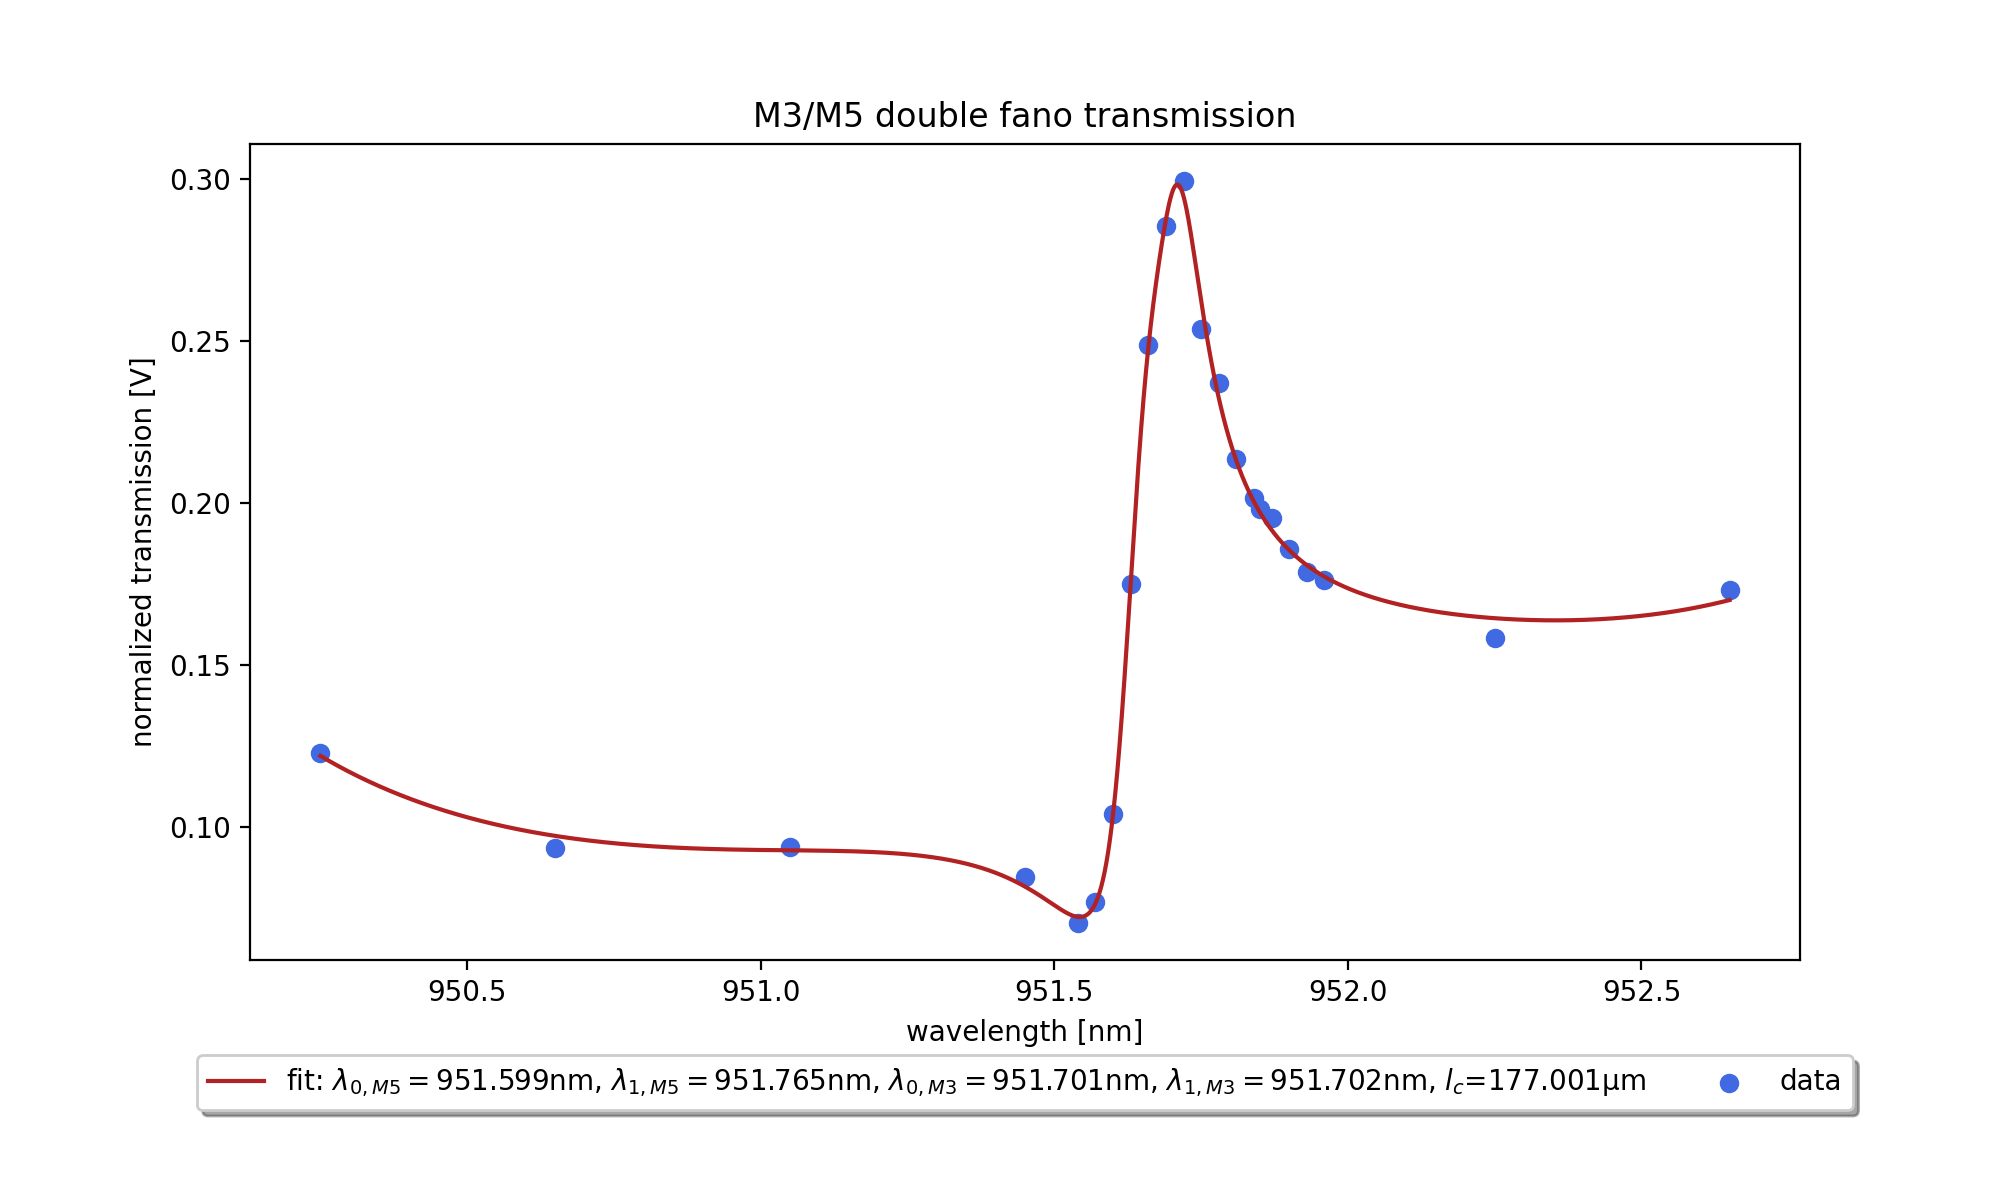 M3/M5 double fano transmission
normalized transmission [V]
0.30
0.25
0.20
0.15
0.10
950.5 951.0 951.5 952.0 952.5
wavelength [nm]
fit: λ₀,M5 = 951.599nm, λ₁,M5 = 951.765nm, λ₀,M3 = 951.701nm, λ₁,M3 = 951.702nm, l_c=177.001µm data